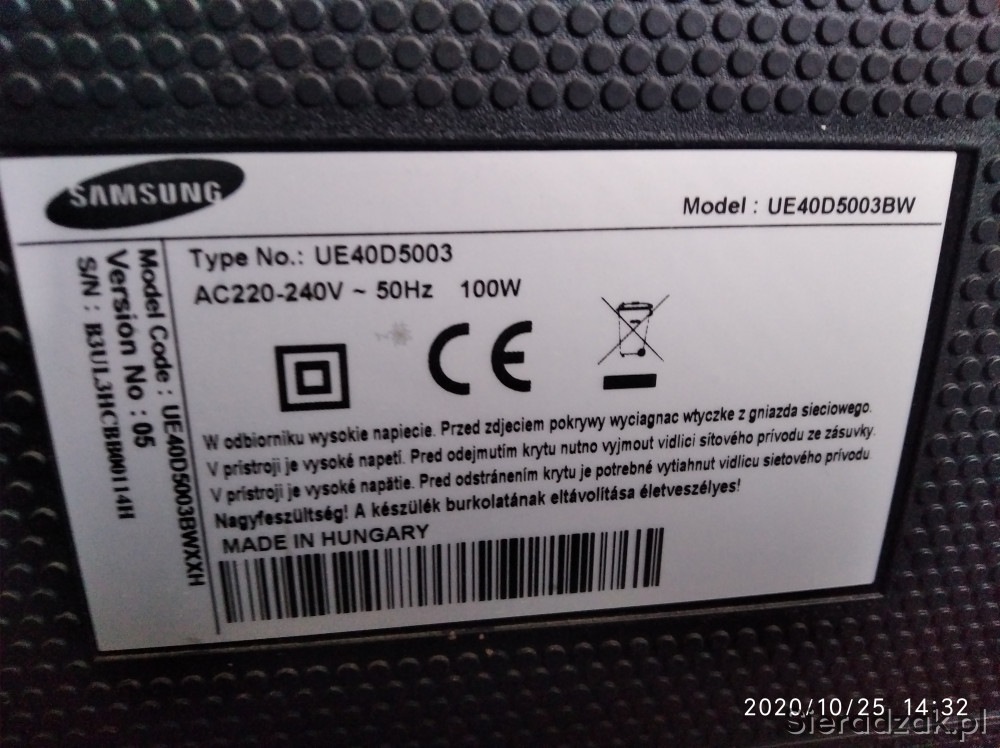 SAMSUNG
Model : UE40D5003BW
Type No.: UE40D5003
AC220-240V ~ 50Hz 100W
Model Code : UE40D5003BWXXH
Version No : 05
S/N : B3UL3HCBB00114H
CE
W odbiorniku wysokie napiecie. Przed zdjeciem pokrywy wyciagnac wtyczke z gniazda sieciowego.
V prístroji je vysoké napetí. Pred odejmutím krytu nutno vyjmout vidlici sítového prívodu ze zásuvky.
V prístroji je vysoké napätie. Pred odstránením krytu je potrebné vytiahnut vidlicu sietového prívodu
Nagyfeszültség! A készülék burkolatának eltávolítása életveszélyes!
MADE IN HUNGARY
2020/10/25 14:32
Sieradzak.pl